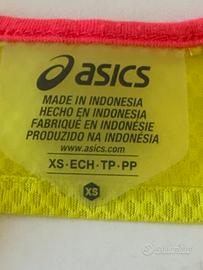 asics
MADE IN INDONESIA
HECHO EN INDONESIA
FABRIQUÉ EN INDONÉSIE
PRODUZIDO NA INDONÉSIA
www.asics.com
XS·ECH·TP·PP
XS
subito